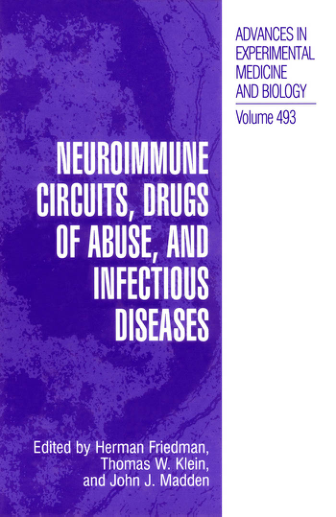 ADVANCES IN
EXPERIMENTAL
MEDICINE
AND BIOLOGY
Volume 493
NEUROIMMUNE
CIRCUITS, DRUGS
OF ABUSE, AND
INFECTIOUS
DISEASES
Edited by Herman Friedman,
Thomas W. Klein,
and John J. Madden